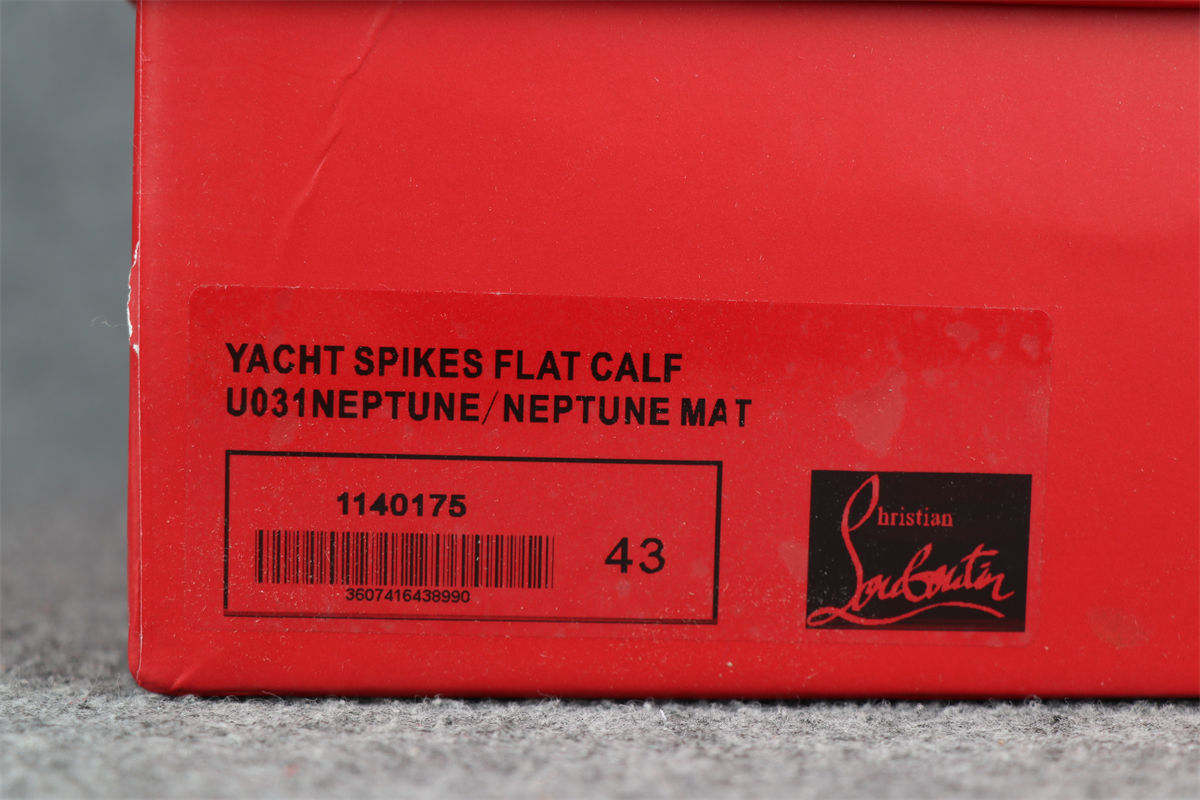 YACHT SPIKES FLAT CALF
U031NEPTUNE/NEPTUNE MAT
1140175
43
3607416438990
Christian
Louboutin